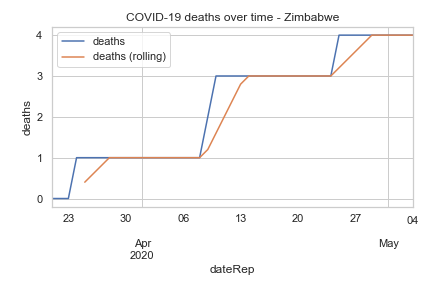 COVID-19 deaths over time - Zimbabwe
deaths
deaths (rolling)
4
3
2
1
0
deaths
23 30 06 13 20 27 04
Apr May
2020
dateRep